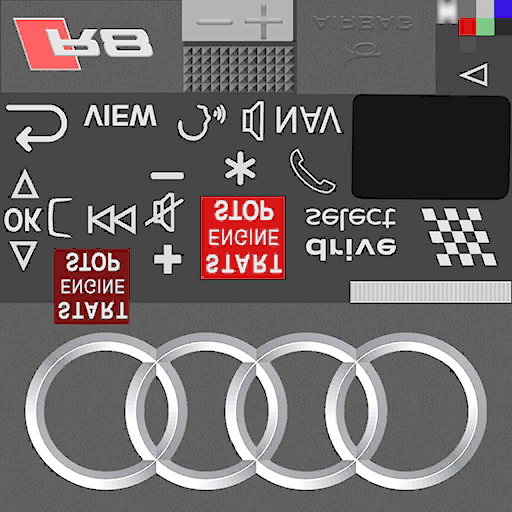 R8
− +
AIRBAG
VIEW
NAV
OK
START
ENGINE
STOP
drive
select
START
ENGINE
STOP